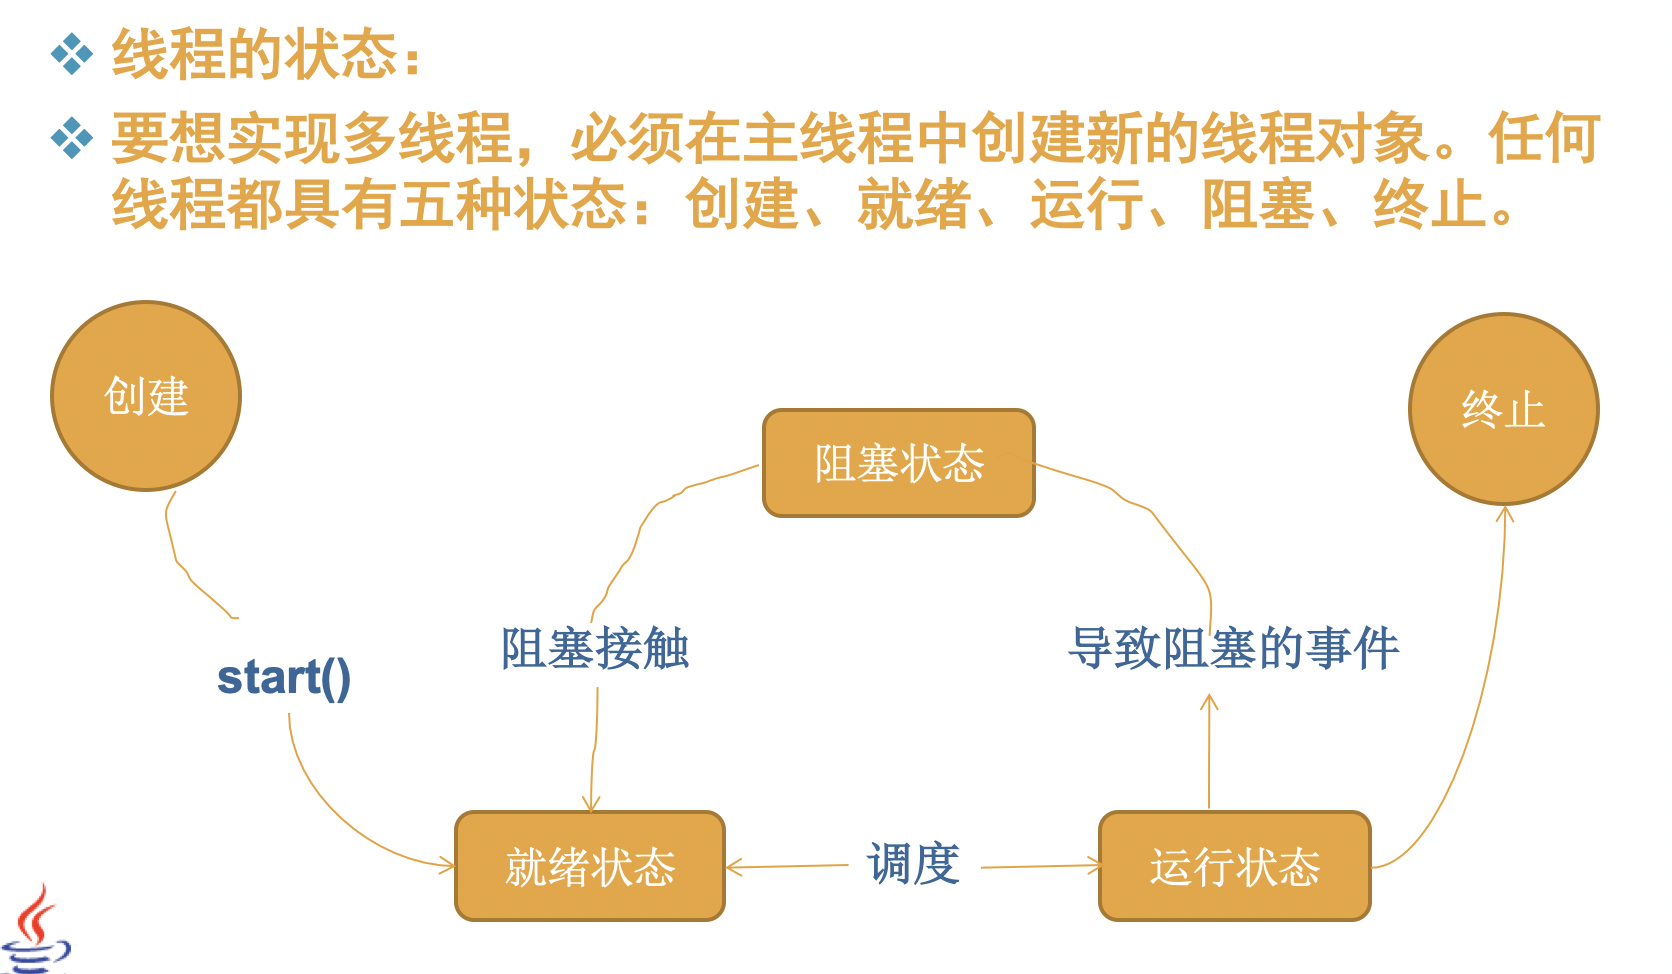 线程的状态：
要想实现多线程，必须在主线程中创建新的线程对象。任何
线程都具有五种状态：创建、就绪、运行、阻塞、终止。
创建
终止
阻塞状态
阻塞接触
导致阻塞的事件
start()
就绪状态
调度
运行状态